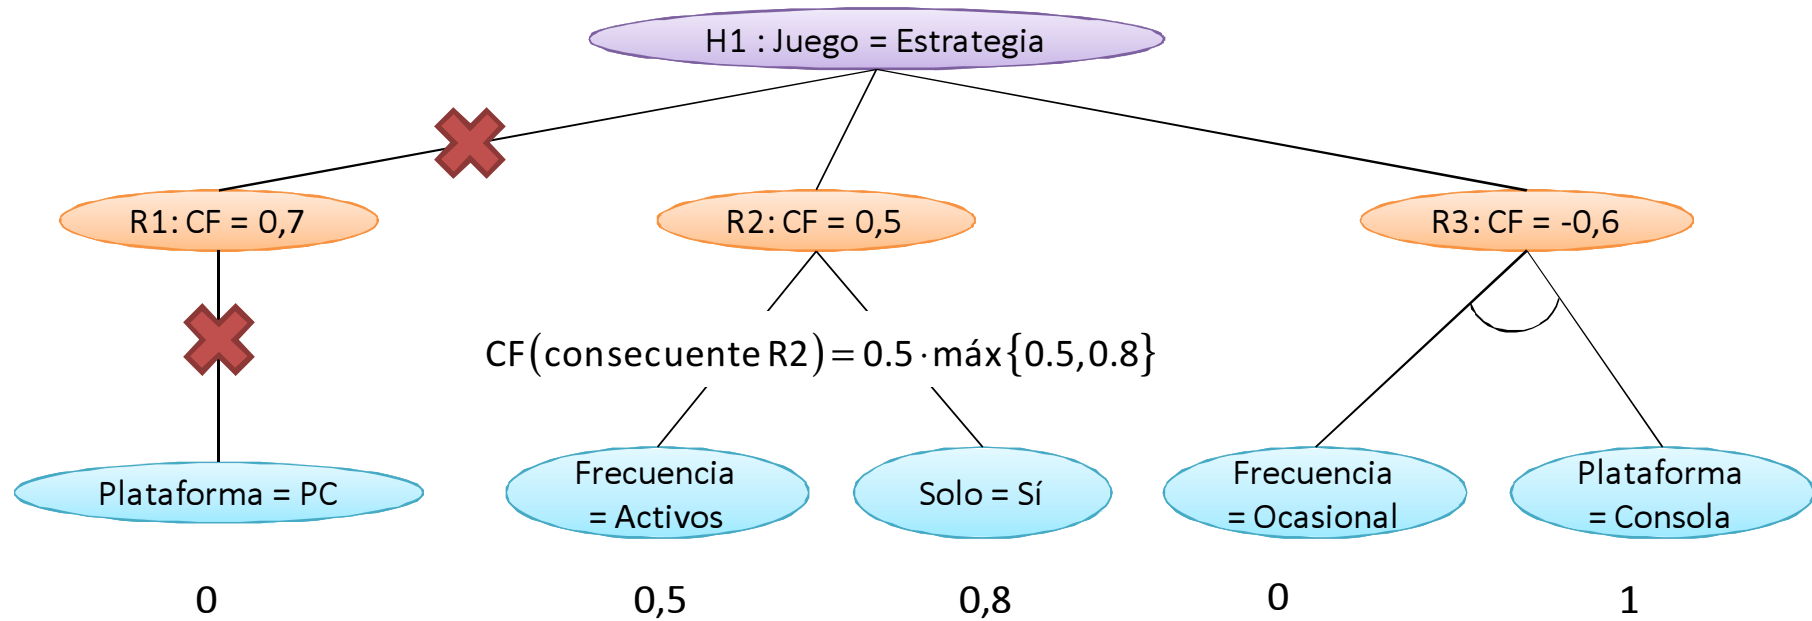 H1 : Juego = Estrategia
R1: CF = 0,7
R2: CF = 0,5
R3: CF = -0,6
CF(consecuente R2) = 0.5 · máx{0.5,0.8}
Plataforma = PC
Frecuencia
= Activos
Solo = Sí
Frecuencia
= Ocasional
Plataforma
= Consola
0
0,5
0,8
0
1